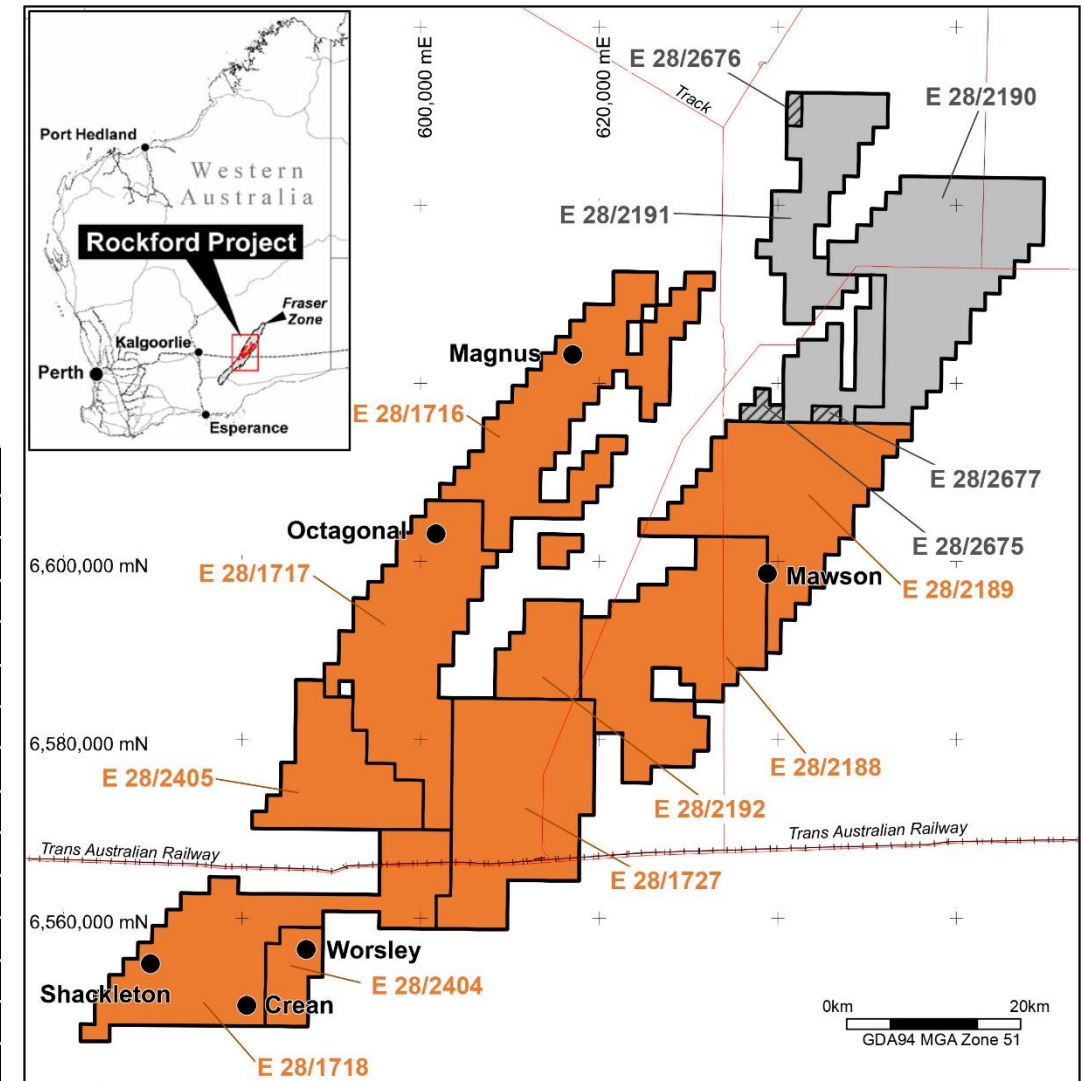 Port Hedland
Western
Australia
Rockford Project
Fraser
Zone
Kalgoorlie
Perth
Esperance
600,000 mE
620,000 mE
Track
E 28/2676
E 28/2190
E 28/2191
Magnus
E 28/1716
E 28/2677
Octagonal
E 28/2675
6,600,000 mN
E 28/1717
Mawson
E 28/2189
6,580,000 mN
E 28/2405
E 28/2188
E 28/2192
Trans Australian Railway
Trans Australian Railway
E 28/1727
6,560,000 mN
Worsley
E 28/2404
Shackleton
Crean
0km
20km
GDA94 MGA Zone 51
E 28/1718